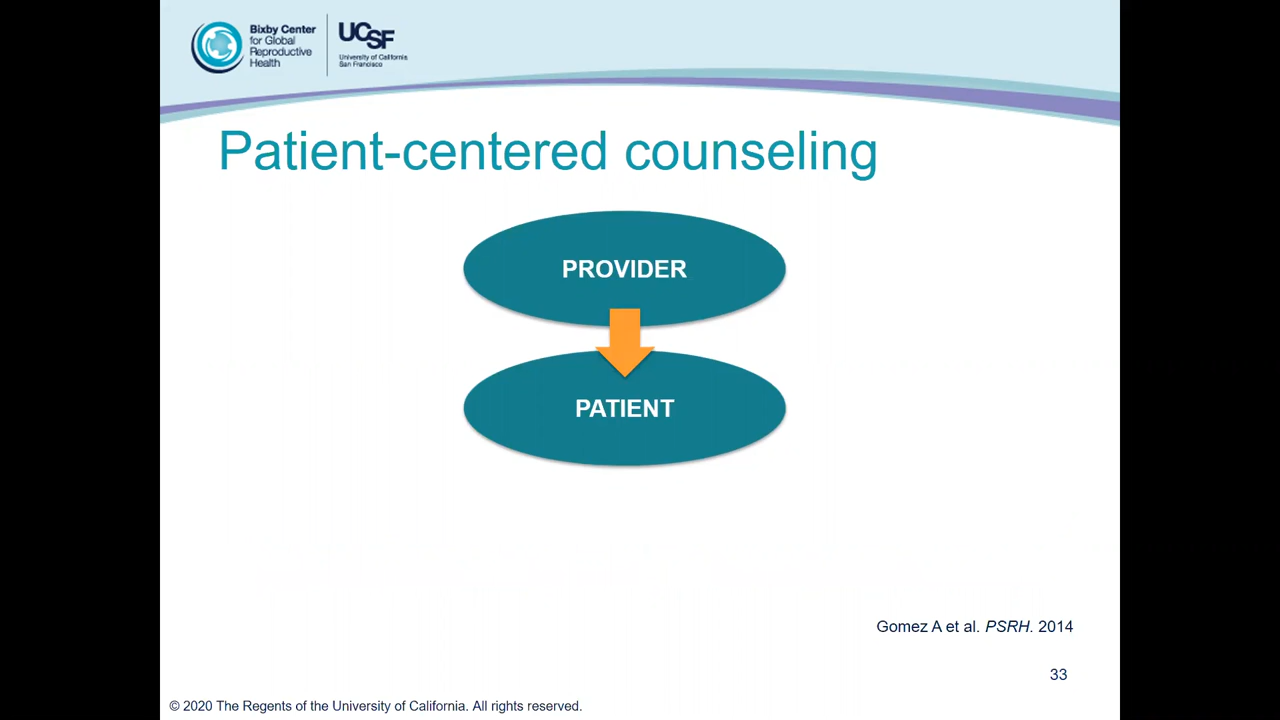 Bixby Center
for Global
Reproductive
Health
UCSF
University of California
San Francisco
Patient-centered counseling
PROVIDER
PATIENT
Gomez A et al. PSRH. 2014
33
© 2020 The Regents of the University of California. All rights reserved.